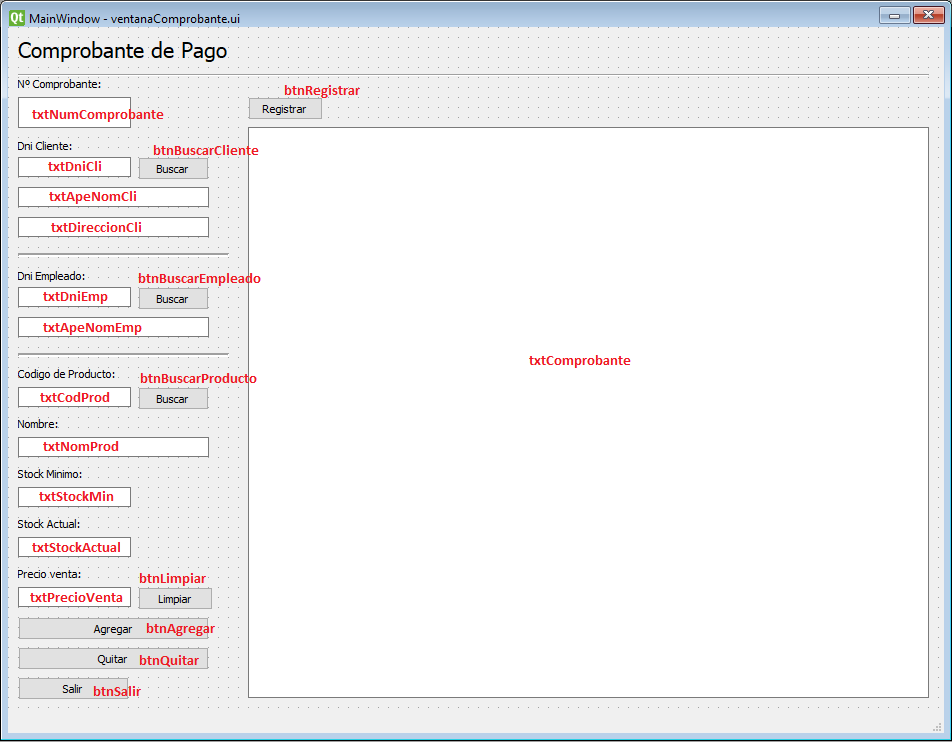 Qt MainWindow - ventanaComprobante.ui
Comprobante de Pago
Nº Comprobante:
txtNumComprobante
btnRegistrar
Registrar
Dni Cliente:
btnBuscarCliente
txtDniCli
Buscar
txtApeNomCli
txtDireccionCli
Dni Empleado:
btnBuscarEmpleado
txtDniEmp
Buscar
txtApeNomEmp
txtComprobante
Codigo de Producto:
btnBuscarProducto
txtCodProd
Buscar
Nombre:
txtNomProd
Stock Minimo:
txtStockMin
Stock Actual:
txtStockActual
Precio venta:
btnLimpiar
txtPrecioVenta
Limpiar
Agregar btnAgregar
Quitar btnQuitar
Salir btnSalir